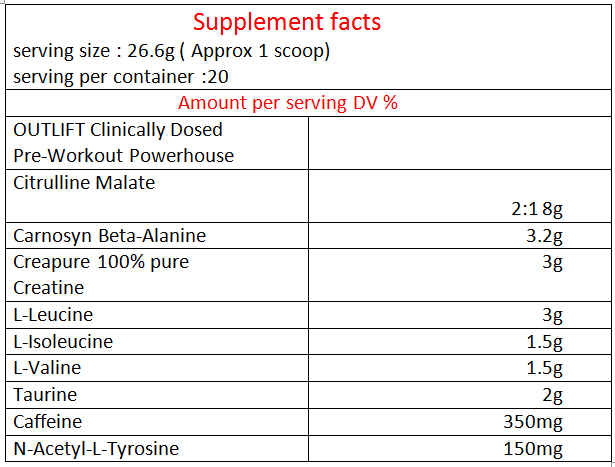 Supplement facts
serving size : 26.6g ( Approx 1 scoop)
serving per container :20
Amount per serving DV %
OUTLIFT Clinically Dosed
Pre-Workout Powerhouse
Citrulline Malate
2:1 8g
Carnosyn Beta-Alanine 3.2g
Creapure 100% pure 3g
Creatine
L-Leucine 3g
L-Isoleucine 1.5g
L-Valine 1.5g
Taurine 2g
Caffeine 350mg
N-Acetyl-L-Tyrosine 150mg